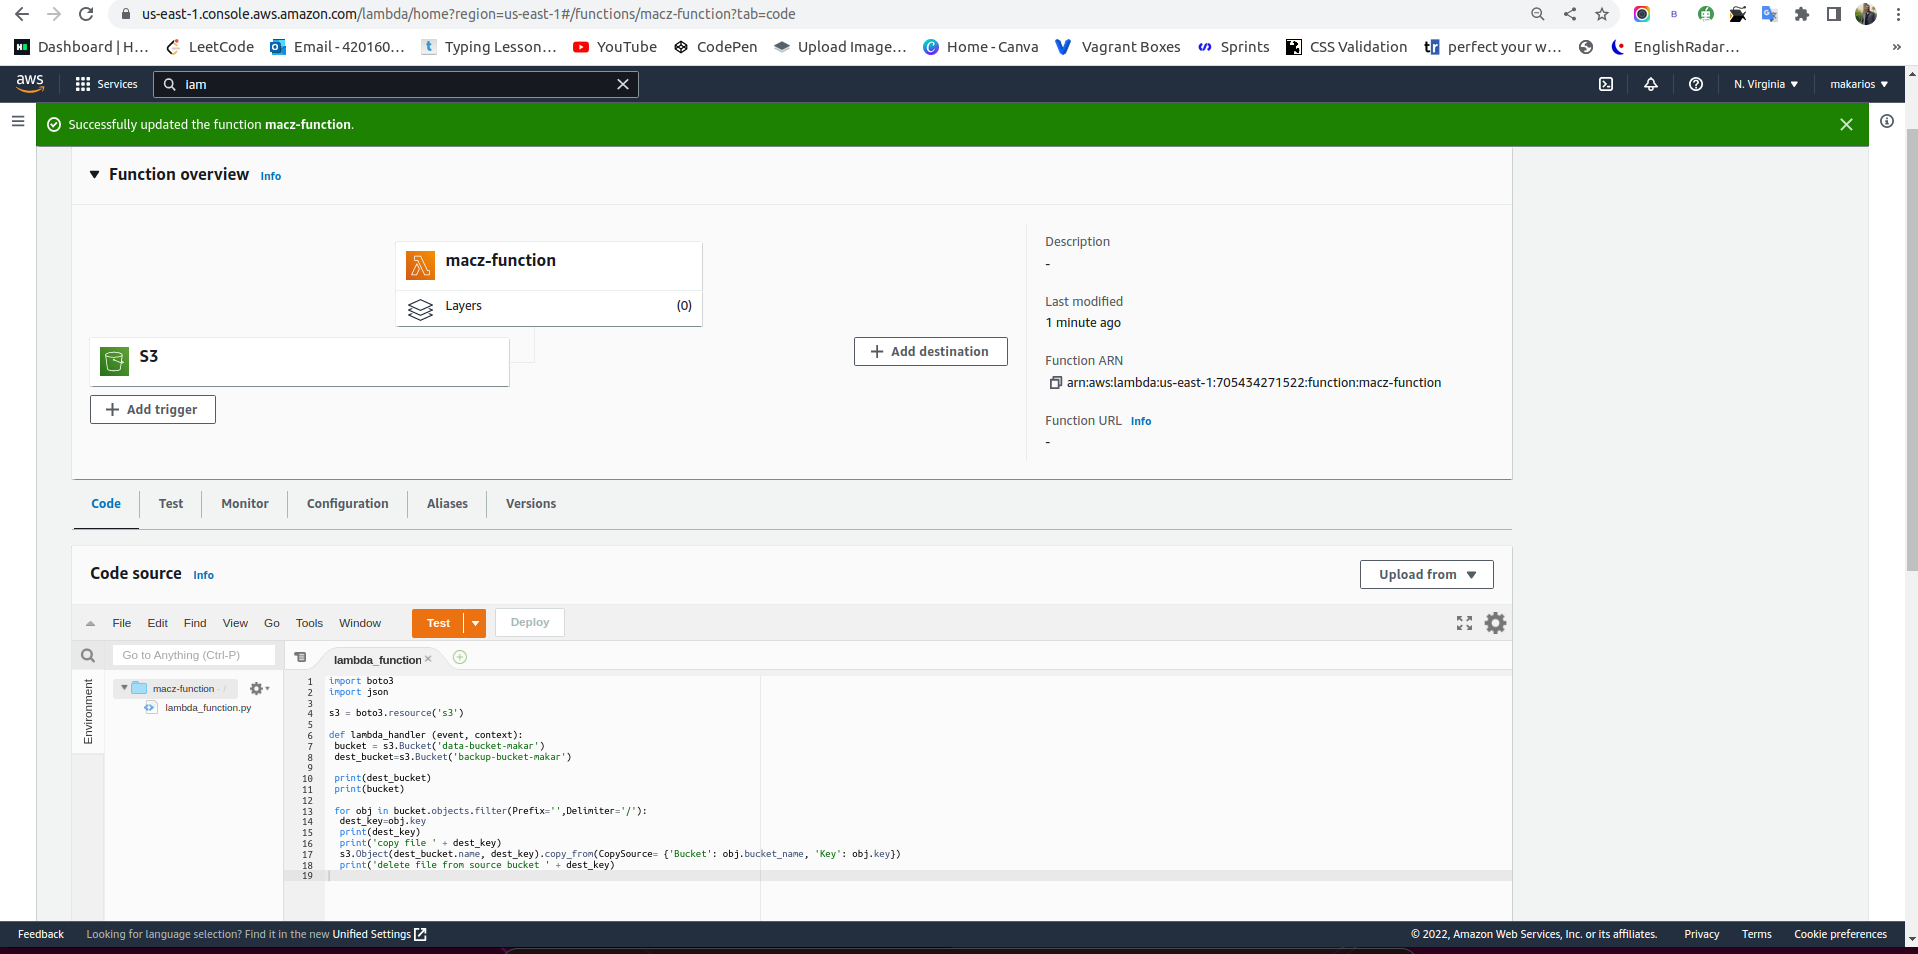 us-east-1.console.aws.amazon.com/lambda/home?region=us-east-1#/functions/macz-function?tab=code
Dashboard | H... LeetCode Email - 420160... Typing Lesson... YouTube CodePen Upload Image... Home - Canva Vagrant Boxes Sprints CSS Validation perfect your w... EnglishRadar... »
aws Services iam N. Virginia makarios
Successfully updated the function macz-function.
Function overview Info
macz-function
Layers (0)
S3
Add trigger
Add destination
Description
-
Last modified
1 minute ago
Function ARN
arn:aws:lambda:us-east-1:705434271522:function:macz-function
Function URL Info
-
Code Test Monitor Configuration Aliases Versions
Code source Info Upload from
File Edit Find View Go Tools Window Test Deploy
Go to Anything (Ctrl-P) lambda_function
Environment
macz-function - /
lambda_function.py
1 import boto3
2 import json
3
4 s3 = boto3.resource('s3')
5
6 def lambda_handler (event, context):
7 bucket = s3.Bucket('data-bucket-makar')
8 dest_bucket=s3.Bucket('backup-bucket-makar')
9
10 print(dest_bucket)
11 print(bucket)
12
13 for obj in bucket.objects.filter(Prefix='',Delimiter='/'):
14 dest_key=obj.key
15 print(dest_key)
16 print('copy file ' + dest_key)
17 s3.Object(dest_bucket.name, dest_key).copy_from(CopySource= {'Bucket': obj.bucket_name, 'Key': obj.key})
18 print('delete file from source bucket ' + dest_key)
19
Feedback Looking for language selection? Find it in the new Unified Settings © 2022, Amazon Web Services, Inc. or its affiliates. Privacy Terms Cookie preferences